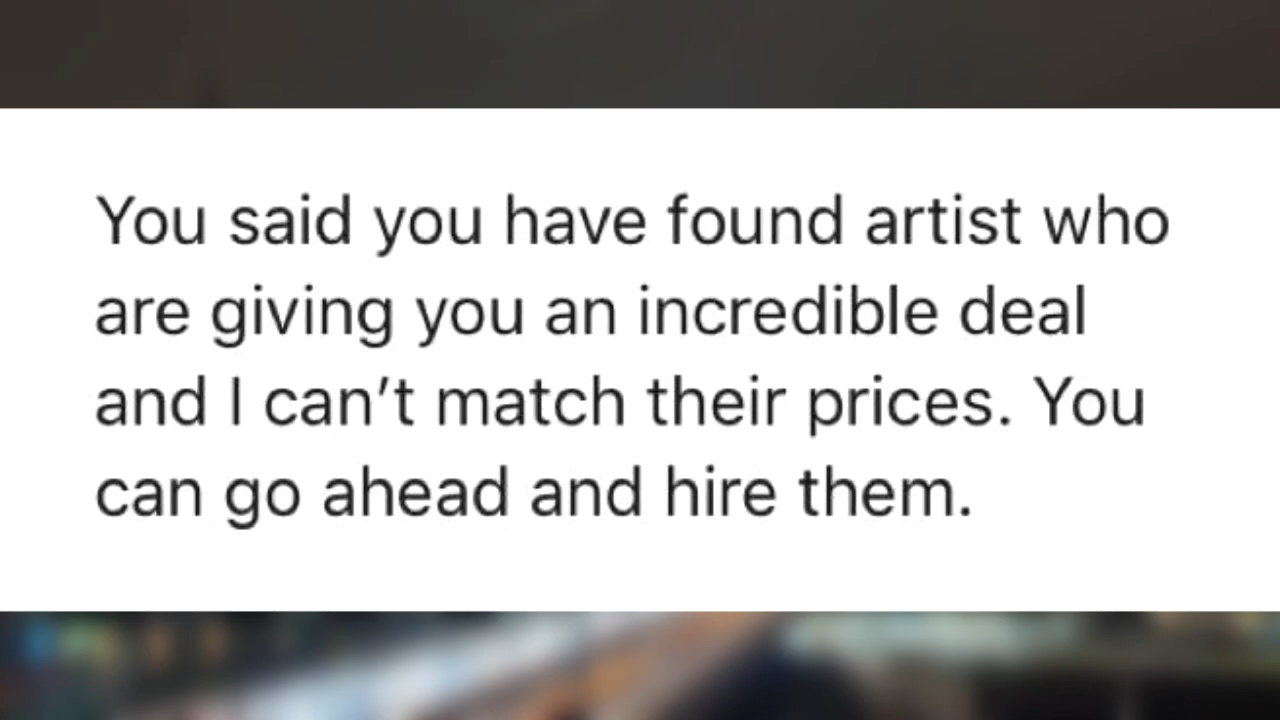 You said you have found artist who
are giving you an incredible deal
and I can’t match their prices. You
can go ahead and hire them.